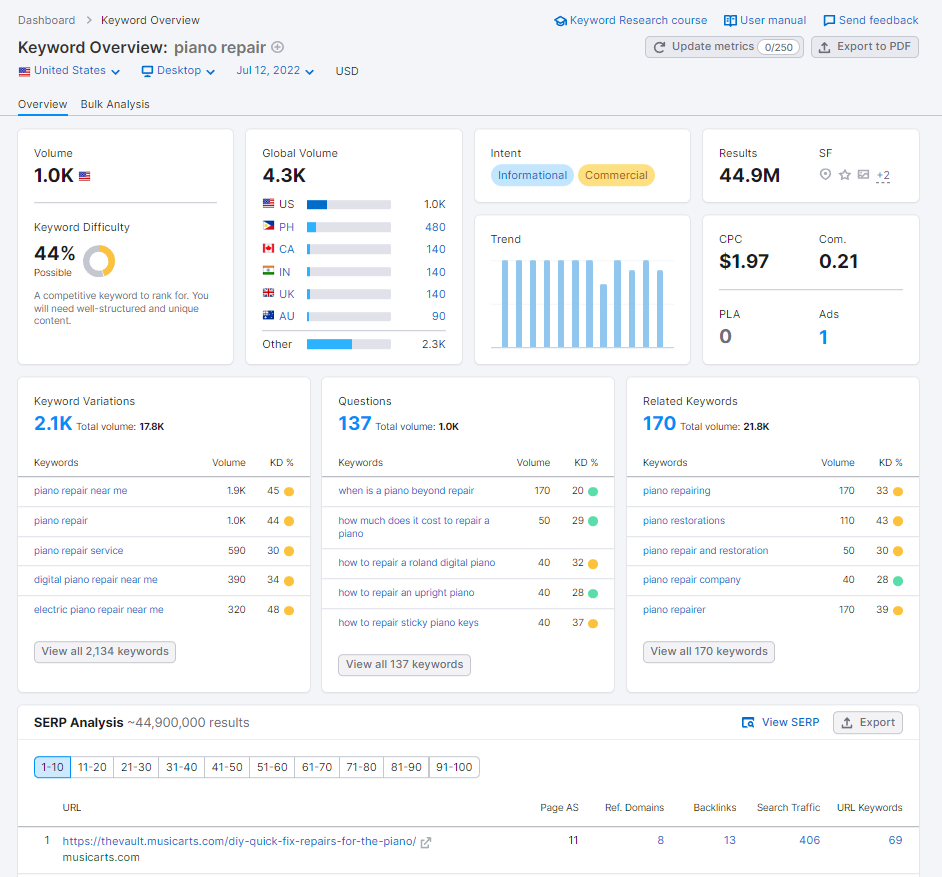 Dashboard > Keyword Overview
Keyword Research course User manual Send feedback
Keyword Overview: piano repair
Update metrics 0/250 Export to PDF
United States Desktop Jul 12, 2022 USD
Overview Bulk Analysis
Volume
1.0K
Keyword Difficulty
44%
Possible
A competitive keyword to rank for. You
will need well-structured and unique
content.
Global Volume
4.3K
US 1.0K
PH 480
CA 140
IN 140
UK 140
AU 90
Other 2.3K
Intent
Informational Commercial
Trend
Results SF
44.9M +2
CPC Com.
$1.97 0.21
PLA Ads
0 1
Keyword Variations
2.1K Total volume: 17.8K
Keywords Volume KD %
piano repair near me 1.9K 45
piano repair 1.0K 44
piano repair service 590 30
digital piano repair near me 390 34
electric piano repair near me 320 48
View all 2,134 keywords
Questions
137 Total volume: 1.0K
Keywords Volume KD %
when is a piano beyond repair 170 20
how much does it cost to repair a 50 29
piano
how to repair a roland digital piano 40 32
how to repair an upright piano 40 28
how to repair sticky piano keys 40 37
View all 137 keywords
Related Keywords
170 Total volume: 21.8K
Keywords Volume KD %
piano repairing 170 33
piano restorations 110 43
piano repair and restoration 50 30
piano repair company 40 28
piano repairer 170 39
View all 170 keywords
SERP Analysis ~44,900,000 results
View SERP Export
1-10 11-20 21-30 31-40 41-50 51-60 61-70 71-80 81-90 91-100
URL Page AS Ref. Domains Backlinks Search Traffic URL Keywords
1 https://thevault.musicarts.com/diy-quick-fix-repairs-for-the-piano/ 11 8 13 406 69
musicarts.com